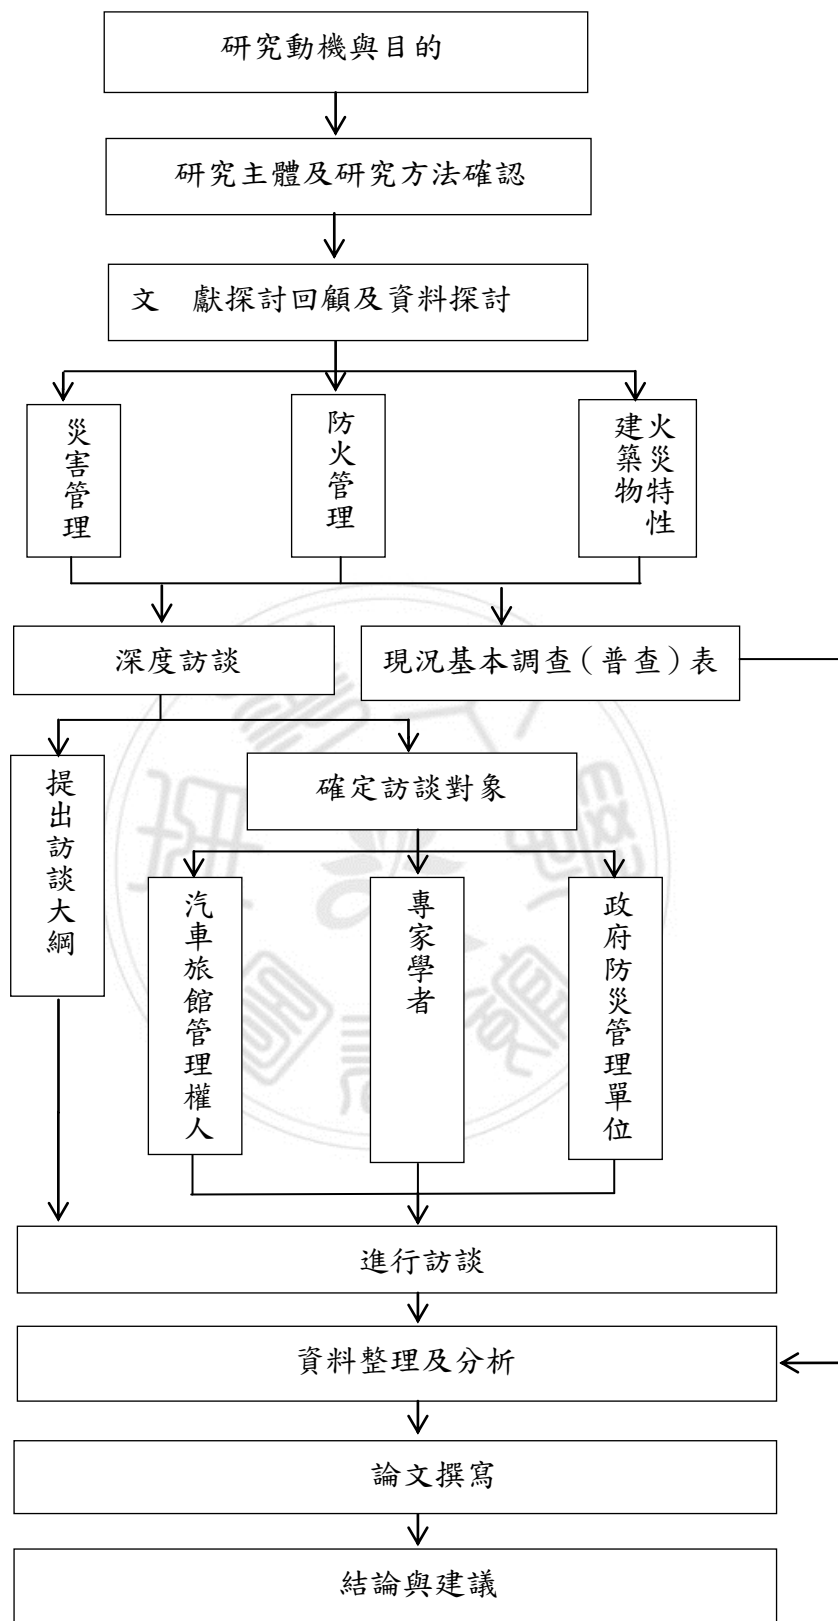 研究動機與目的
研究主體及研究方法確認
文　獻探討回顧及資料探討
災害管理
防火管理
建築物
火災特性
深度訪談
現況基本調查（普查）表
提出訪談大綱
確定訪談對象
汽車旅館管理權人
專家學者
政府防災管理單位
進行訪談
資料整理及分析
論文撰寫
結論與建議